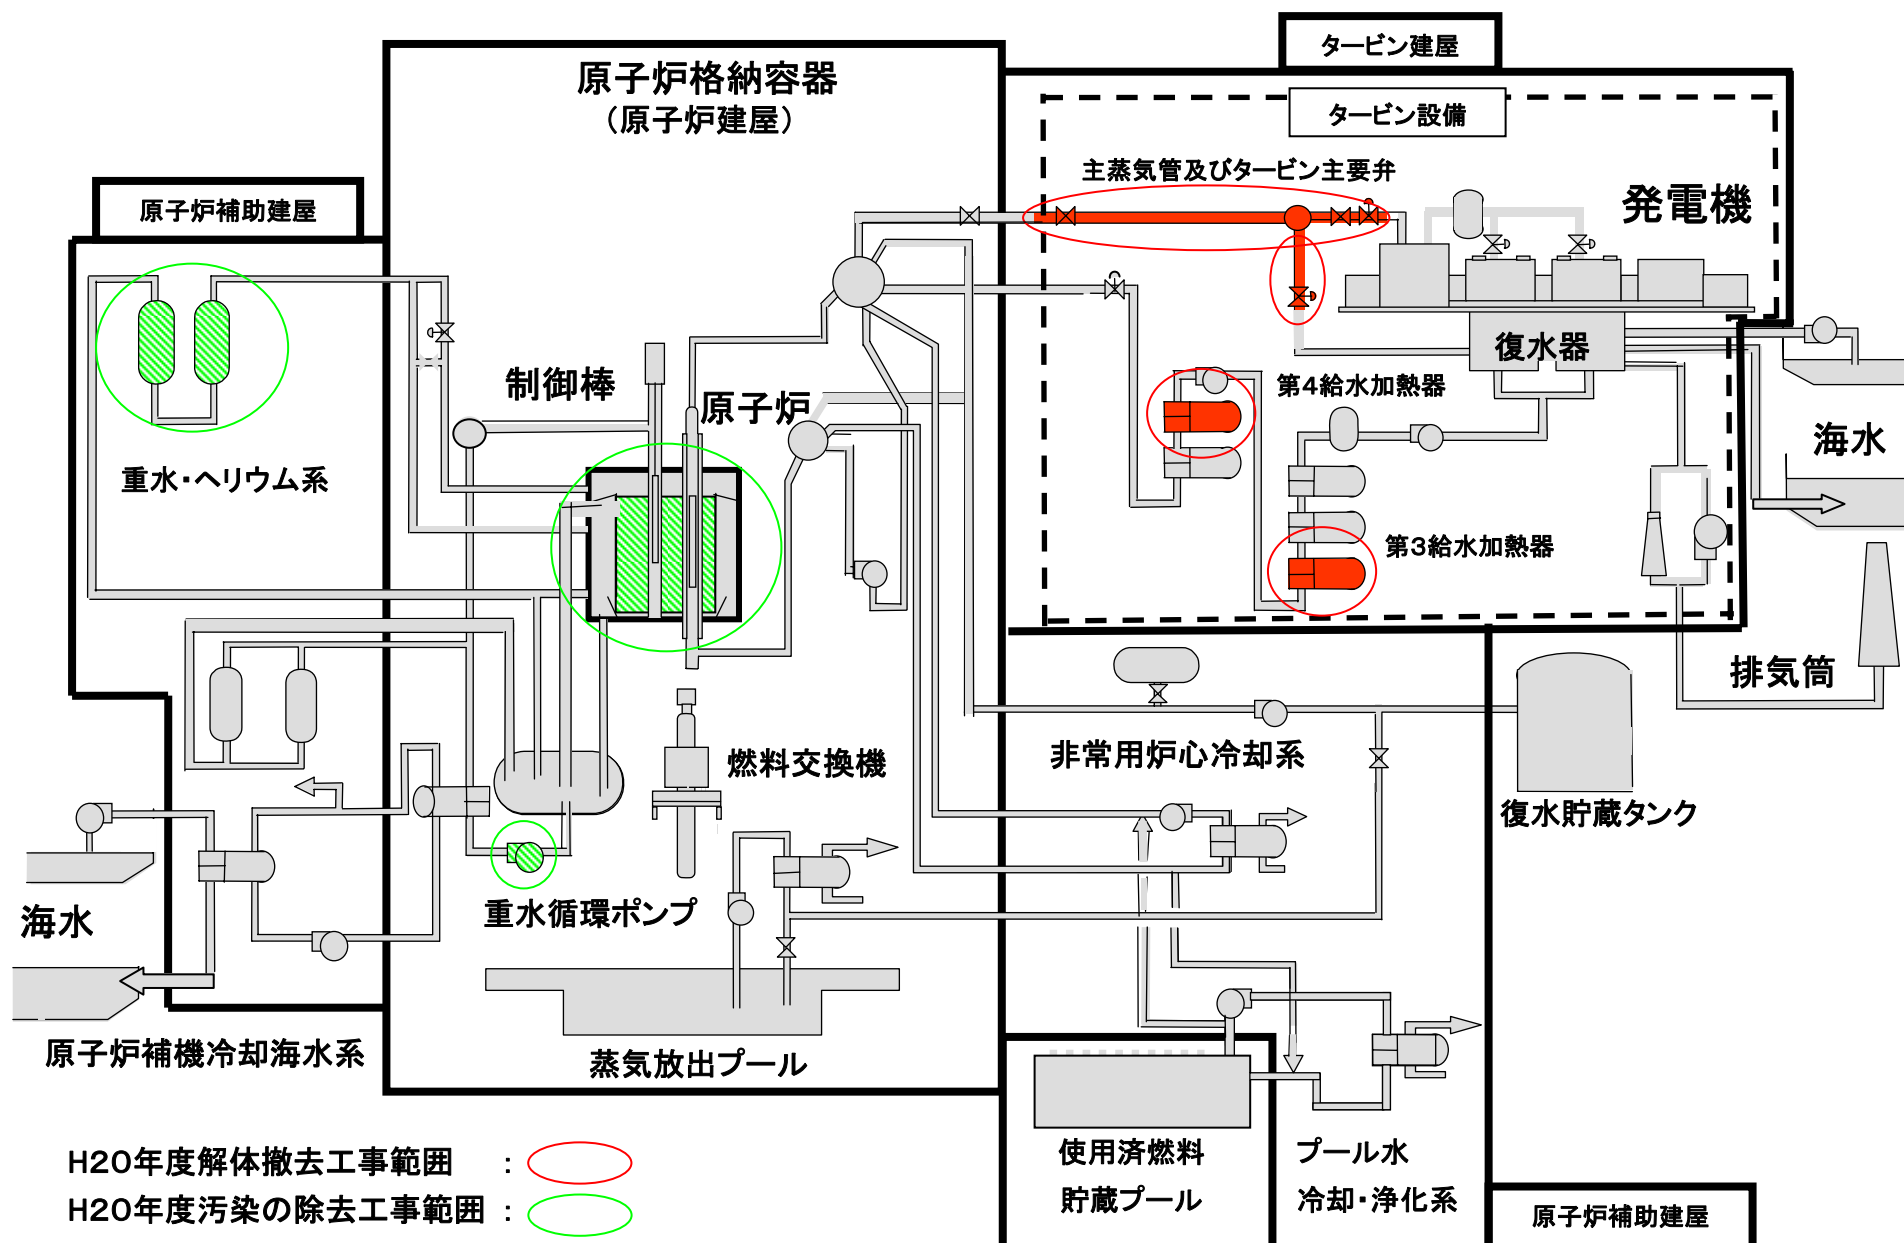 タービン建屋
原子炉格納容器
（原子炉建屋）
タービン設備
主蒸気管及びタービン主要弁
原子炉補助建屋
発電機
復水器
制御棒
原子炉
第４給水加熱器
海水
重水・ヘリウム系
第３給水加熱器
排気筒
燃料交換機
非常用炉心冷却系
復水貯蔵タンク
海水
重水循環ポンプ
原子炉補機冷却海水系
蒸気放出プール
使用済燃料
貯蔵プール
プール水
冷却・浄化系
H20年度解体撤去工事範囲　：
H20年度汚染の除去工事範囲：
原子炉補助建屋